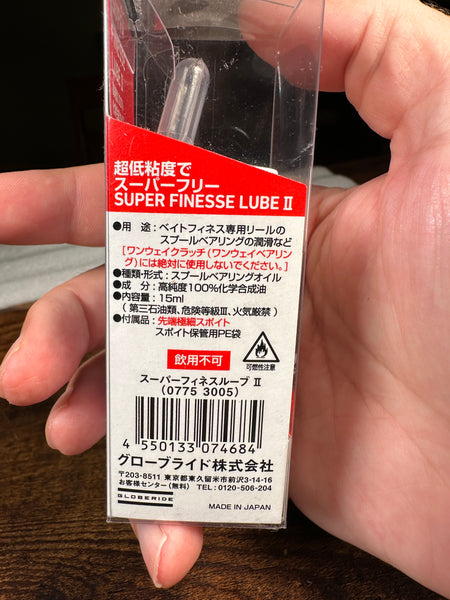 超低粘度で
スーパーフリー
SUPER FINESSE LUBE Ⅱ
●用　途：ベイトフィネス専用リールの
スプールベアリングの潤滑など
[ワンウェイクラッチ(ワンウェイベアリン
グ)には絶対に使用しないでください。]
●種類・形式：スプールベアリングオイル
●成　分：高純度100%化学合成油
●内容量：15ml
（第三石油類、危険等級Ⅲ、火気厳禁）
●付属品：先端極細スポイト
スポイト保管用PE袋
飲用不可
可燃性注意
スーパーフィネスルーブ Ⅱ
(0775 3005)
4 550133 074684
グローブライド株式会社
〒203-8511 東京都東久留米市前沢3-14-16
お客様センター(無料) TEL:0120-506-204
GLOBERIDE
MADE IN JAPAN